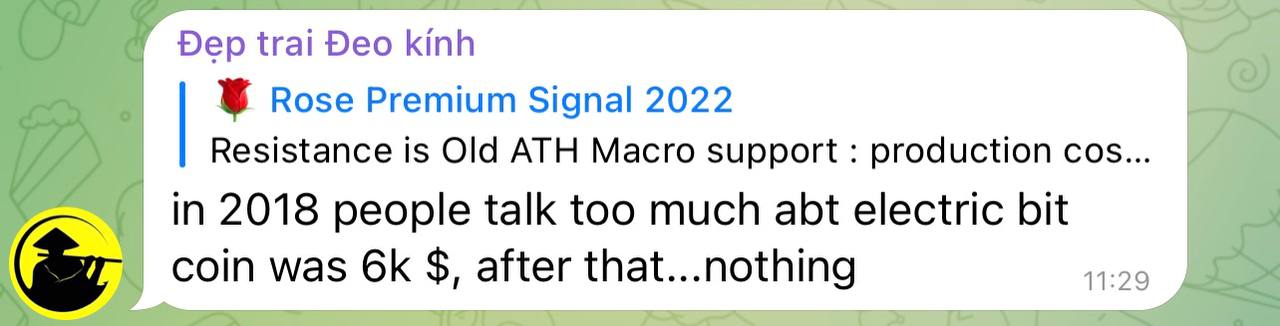 Đẹp trai Đeo kính
🌹 Rose Premium Signal 2022
Resistance is Old ATH Macro support : production cos...
in 2018 people talk too much abt electric bit
coin was 6k $, after that...nothing
11:29